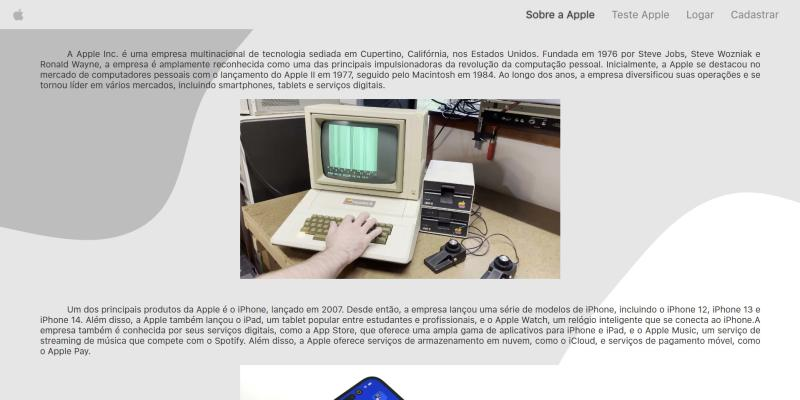 Sobre a Apple Teste Apple Logar Cadastrar
A Apple Inc. é uma empresa multinacional de tecnologia sediada em Cupertino, Califórnia, nos Estados Unidos. Fundada em 1976 por Steve Jobs, Steve Wozniak e
Ronald Wayne, a empresa é amplamente reconhecida como uma das principais impulsionadoras da revolução da computação pessoal. Inicialmente, a Apple se destacou no
mercado de computadores pessoais com o lançamento do Apple II em 1977, seguido pelo Macintosh em 1984. Ao longo dos anos, a empresa diversificou suas operações e se
tornou líder em vários mercados, incluindo smartphones, tablets e serviços digitais.
Um dos principais produtos da Apple é o iPhone, lançado em 2007. Desde então, a empresa lançou uma série de modelos de iPhone, incluindo o iPhone 12, iPhone 13 e
iPhone 14. Além disso, a Apple também lançou o iPad, um tablet popular entre estudantes e profissionais, e o Apple Watch, um relógio inteligente que se conecta ao iPhone.A
empresa também é conhecida por seus serviços digitais, como a App Store, que oferece uma ampla gama de aplicativos para iPhone e iPad, e o Apple Music, um serviço de
streaming de música que compete com o Spotify. Além disso, a Apple oferece serviços de armazenamento em nuvem, como o iCloud, e serviços de pagamento móvel, como
o Apple Pay.